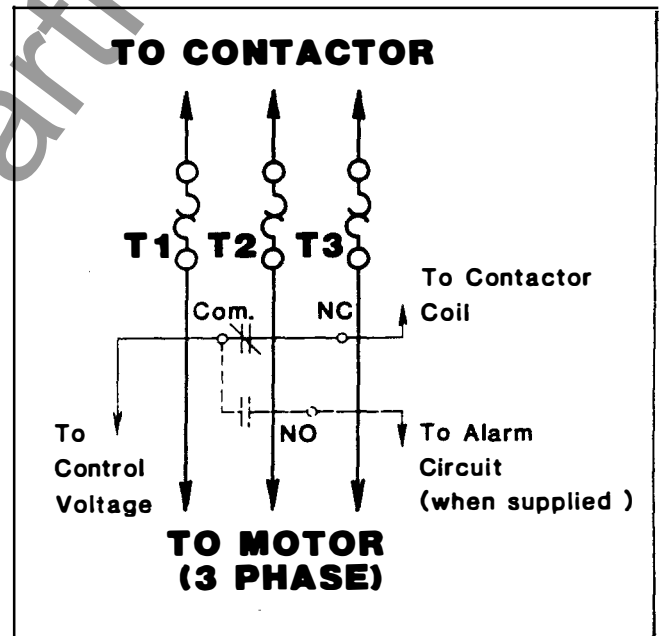 TO CONTACTOR
T1 T2 T3
To Contactor
Coil
Com. NC
NO
To
Control
Voltage
To Alarm
Circuit
(when supplied )
TO MOTOR
(3 PHASE)